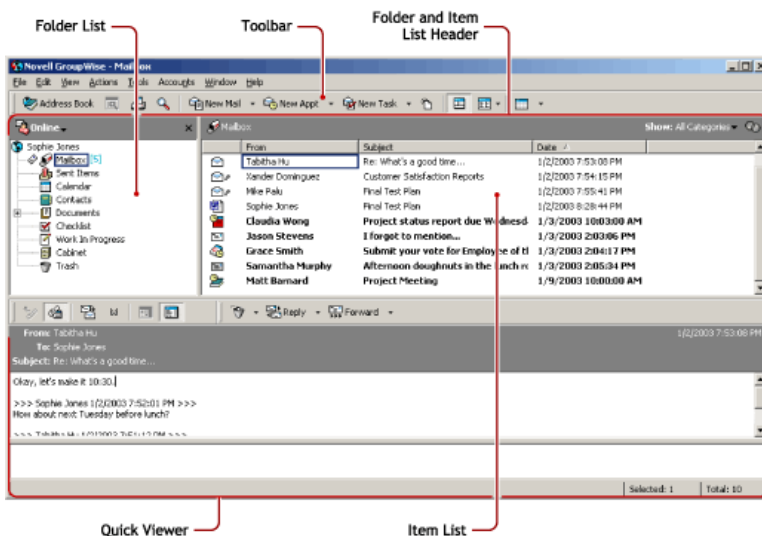 Folder List
Toolbar
Folder and Item
List Header
Novell GroupWise - Mailbox
File Edit View Actions Tools Accounts Window Help
Address Book New Mail New Appt New Task
Online Mailbox Show: All Categories
Sophie Jones
Mailbox [5]
Sent Items
Calendar
Contacts
Documents
Checklist
Work In Progress
Cabinet
Trash
From Subject Date
Tabitha Hu Re: What's a good time... 1/2/2003 7:53:08 PM
Xander Dominguez Customer Satisfaction Reports 1/2/2003 7:54:15 PM
Mike Palu Final Test Plan 1/2/2003 7:55:41 PM
Sophie Jones Final Test Plan 1/2/2003 8:28:44 PM
Claudia Wong Project status report due Wednesd 1/3/2003 10:03:00 AM
Jason Stevens I forgot to mention... 1/3/2003 2:03:06 PM
Grace Smith Submit your vote for Employee of t 1/3/2003 2:04:17 PM
Samantha Murphy Afternoon doughnuts in the lunch r 1/3/2003 2:05:34 PM
Matt Barnard Project Meeting 1/9/2003 10:00:00 AM
Reply Forward
From: Tabitha Hu 1/2/2003 7:53:08 PM
To: Sophie Jones
Subject: Re: What's a good time...
Okay, let's make it 10:30.
>>> Sophie Jones 1/2/2003 7:52:01 PM >>>
How about next Tuesday before lunch?
>>> Tabitha Hu 1/2/2003 7:51:12 PM >>>
Selected: 1 Total: 10
Quick Viewer
Item List